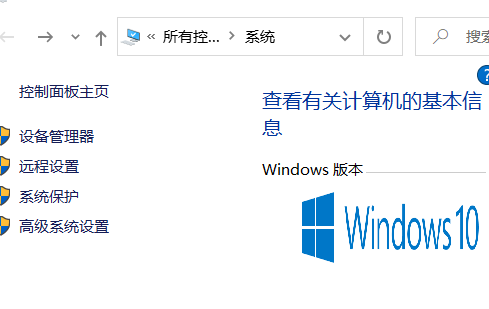 « 所有控... > 系统
搜索
?
控制面板主页
查看有关计算机的基本信
息
设备管理器
远程设置
Windows 版本
系统保护
高级系统设置
Windows 10